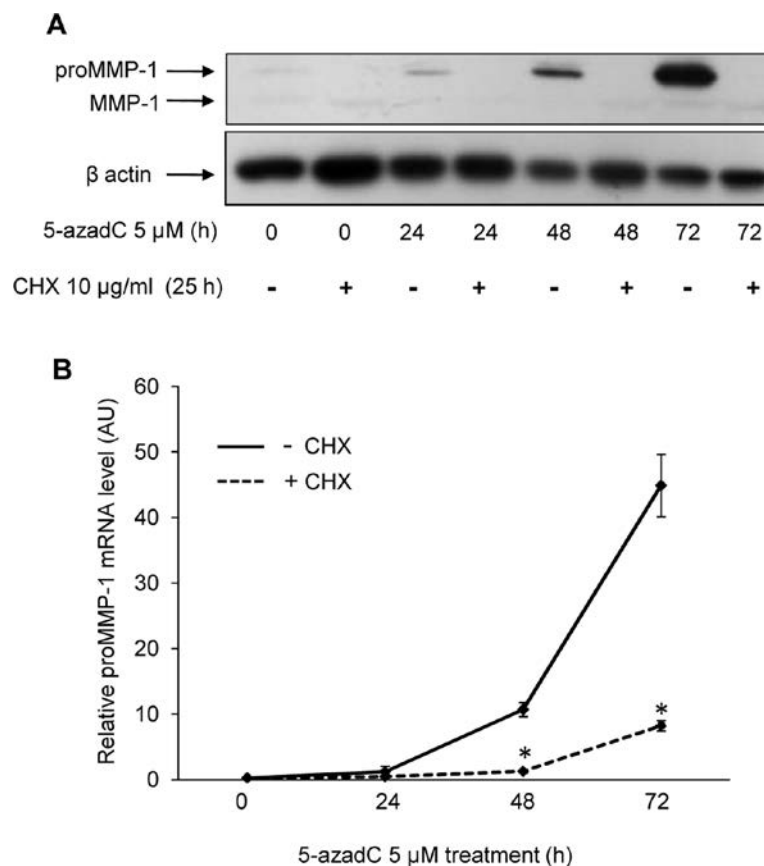 A
proMMP-1
MMP-1
β actin
5-azadC 5 µM (h) 0 0 24 24 48 48 72 72
CHX 10 µg/ml (25 h) - + - + - + - +
B
Relative proMMP-1 mRNA level (AU)
60
50
40
30
20
10
0
- CHX
+ CHX
*
*
0 24 48 72
5-azadC 5 µM treatment (h)